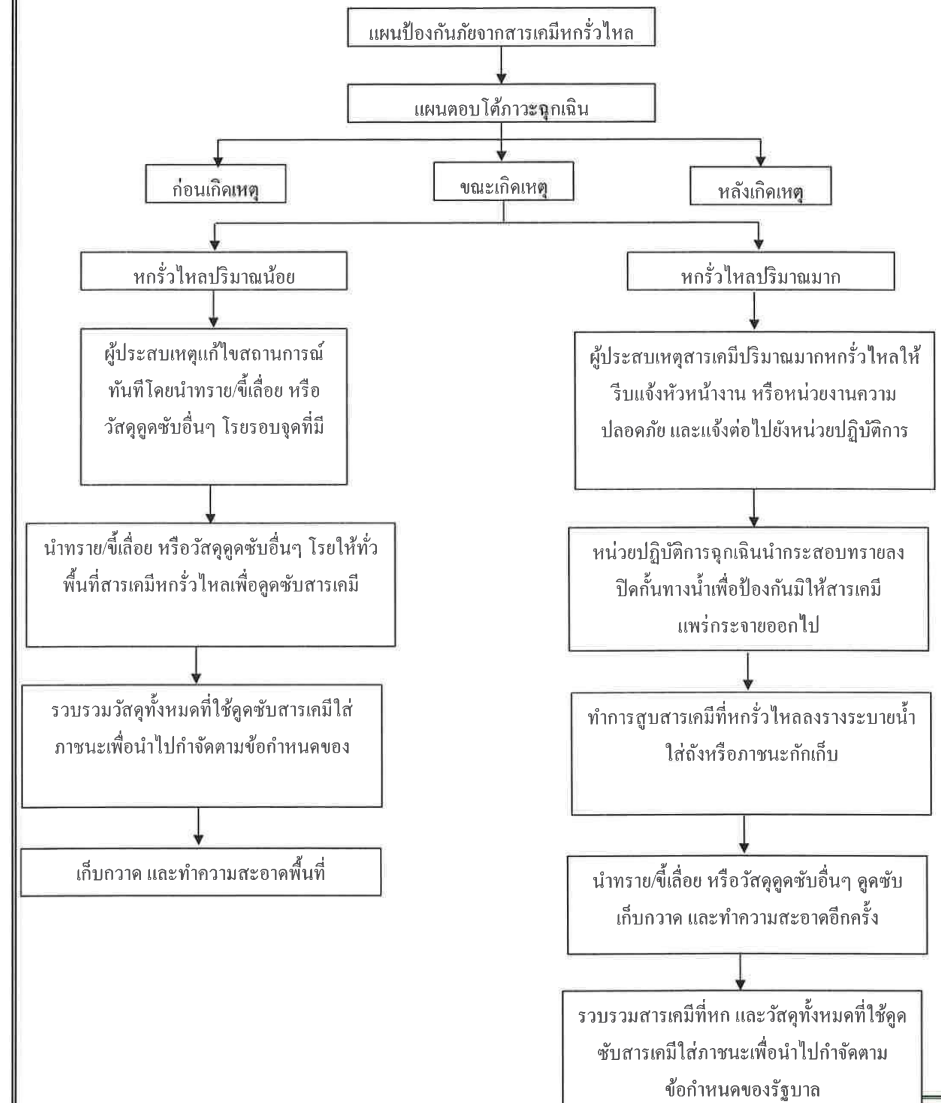 แผนป้องกันภัยจากสารเคมีหกรั่วไหล
แผนตอบโต้ภาวะฉุกเฉิน
ก่อนเกิดเหตุ
ขณะเกิดเหตุ
หลังเกิดเหตุ
หกรั่วไหลปริมาณน้อย
ผู้ประสบเหตุแก้ไขสถานการณ์
ทันทีโดยนำทราย/ขี้เลื่อย หรือ
วัสดุดูดซับอื่นๆ โรยรอบจุดที่มี
นำทราย/ขี้เลื่อย หรือวัสดุดูดซับอื่นๆ โรยให้ทั่ว
พื้นที่สารเคมีหกรั่วไหลเพื่อดูดซับสารเคมี
รวบรวมวัสดุทั้งหมดที่ใช้ดูดซับสารเคมีใส่
ภาชนะเพื่อนำไปกำจัดตามข้อกำหนดของ
เก็บกวาด และทำความสะอาดพื้นที่
หกรั่วไหลปริมาณมาก
ผู้ประสบเหตุสารเคมีปริมาณมากหกรั่วไหลให้
รีบแจ้งหัวหน้างาน หรือหน่วยงานความ
ปลอดภัย และแจ้งต่อไปยังหน่วยปฏิบัติการ
หน่วยปฏิบัติการฉุกเฉินนำกระสอบทรายลง
ปิดกั้นทางน้ำเพื่อป้องกันมิให้สารเคมี
แพร่กระจายออกไป
ทำการสูบสารเคมีที่หกรั่วไหลลงรางระบายน้ำ
ใส่ถังหรือภาชนะกักเก็บ
นำทราย/ขี้เลื่อย หรือวัสดุดูดซับอื่นๆ ดูดซับ
เก็บกวาด และทำความสะอาดอีกครั้ง
รวบรวมสารเคมีที่หก และวัสดุทั้งหมดที่ใช้ดูด
ซับสารเคมีใส่ภาชนะเพื่อนำไปกำจัดตาม
ข้อกำหนดของรัฐบาล